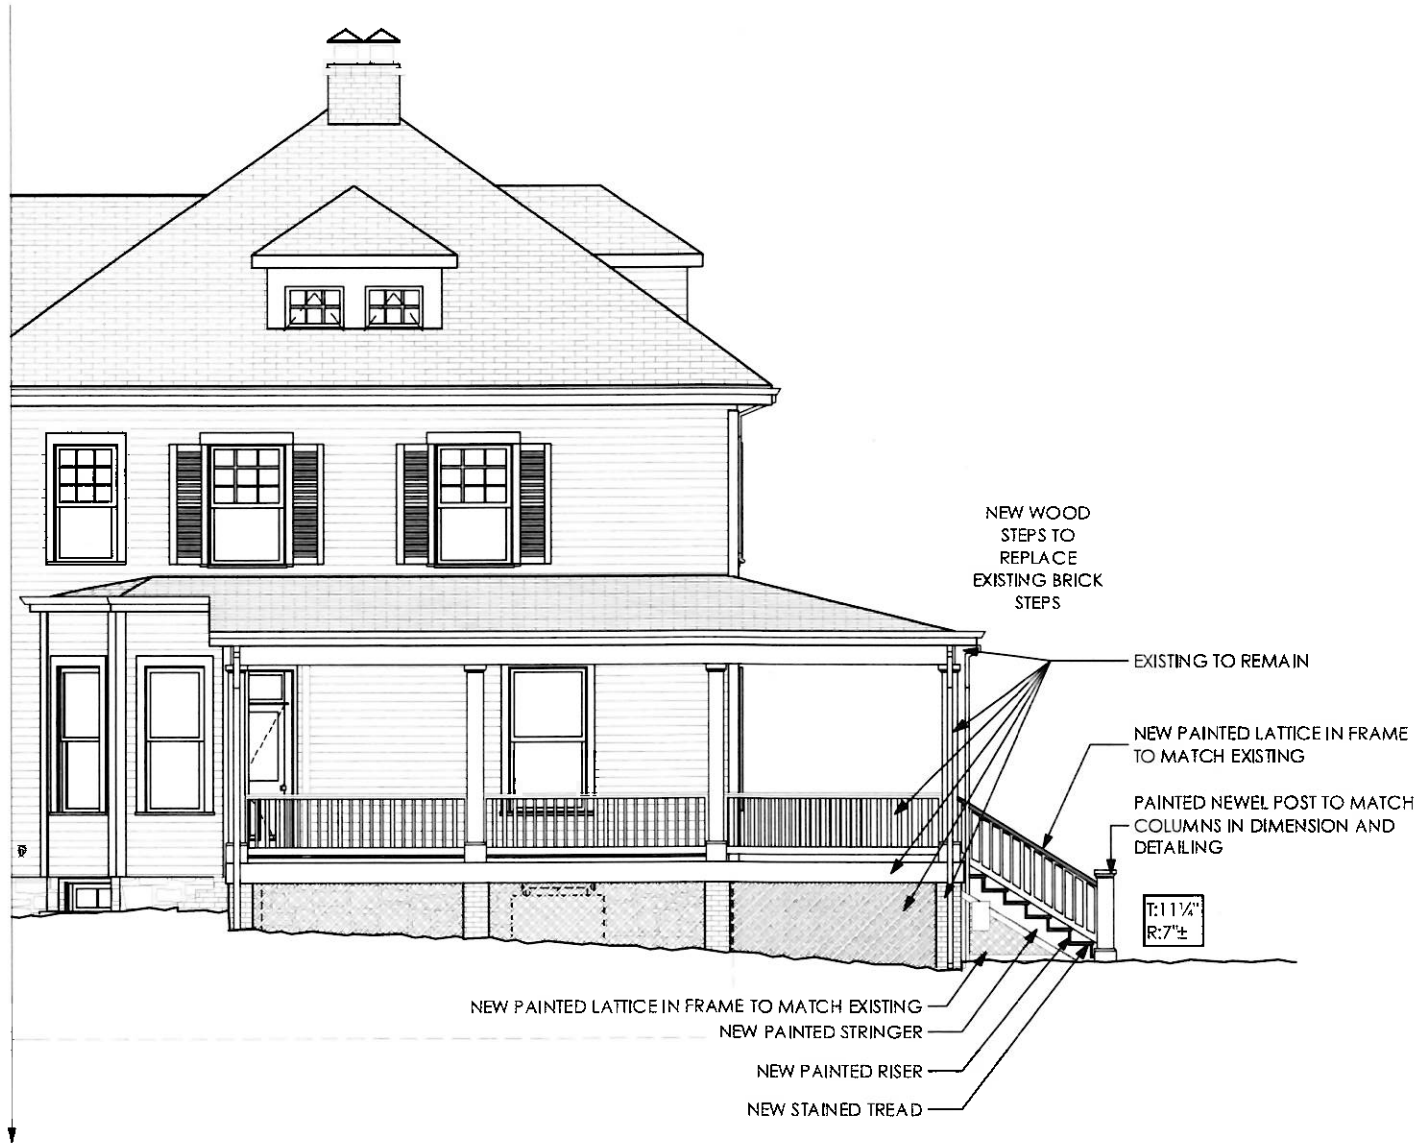 NEW WOOD
STEPS TO
REPLACE
EXISTING BRICK
STEPS
EXISTING TO REMAIN
NEW PAINTED LATTICE IN FRAME
TO MATCH EXISTING
PAINTED NEWEL POST TO MATCH
COLUMNS IN DIMENSION AND
DETAILING
T:11¼"
R:7"±
NEW PAINTED LATTICE IN FRAME TO MATCH EXISTING
NEW PAINTED STRINGER
NEW PAINTED RISER
NEW STAINED TREAD